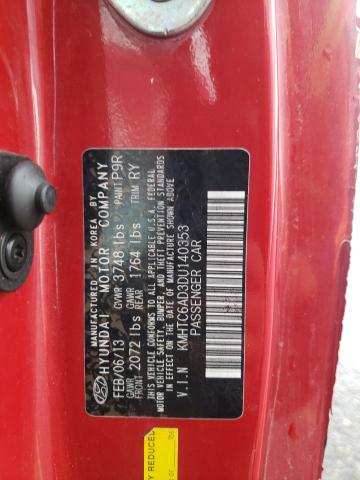 MANUFACTURED IN KOREA BY
HYUNDAI MOTOR COMPANY
FEB/06/13 GVWR 3748 lbs PAINT P9R
GAWR FRONT 2072 lbs GAWR REAR 1764 lbs TRIM RY
THIS VEHICLE CONFORMS TO ALL APPLICABLE U.S.A. FEDERAL
MOTOR VEHICLE SAFETY, BUMPER, AND THEFT PREVENTION
STANDARDS IN EFFECT ON THE DATE OF MANUFACTURE SHOWN ABOVE
V.I.N KMHTC6AD3DU140353
PASSENGER CAR
Y REDUCED